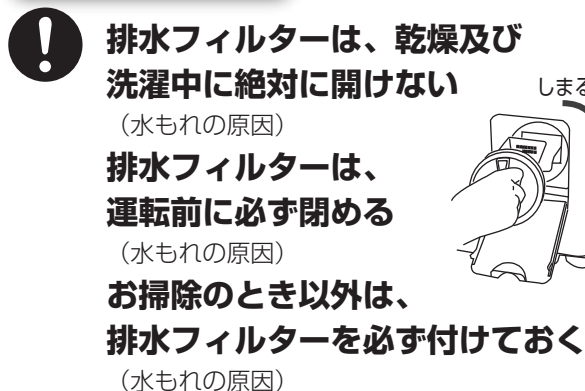 排水フィルターは、乾燥及び
洗濯中に絶対に開けない
（水もれの原因）
しまる
排水フィルターは、
運転前に必ず閉める
（水もれの原因）
お掃除のとき以外は、
排水フィルターを必ず付けておく
（水もれの原因）